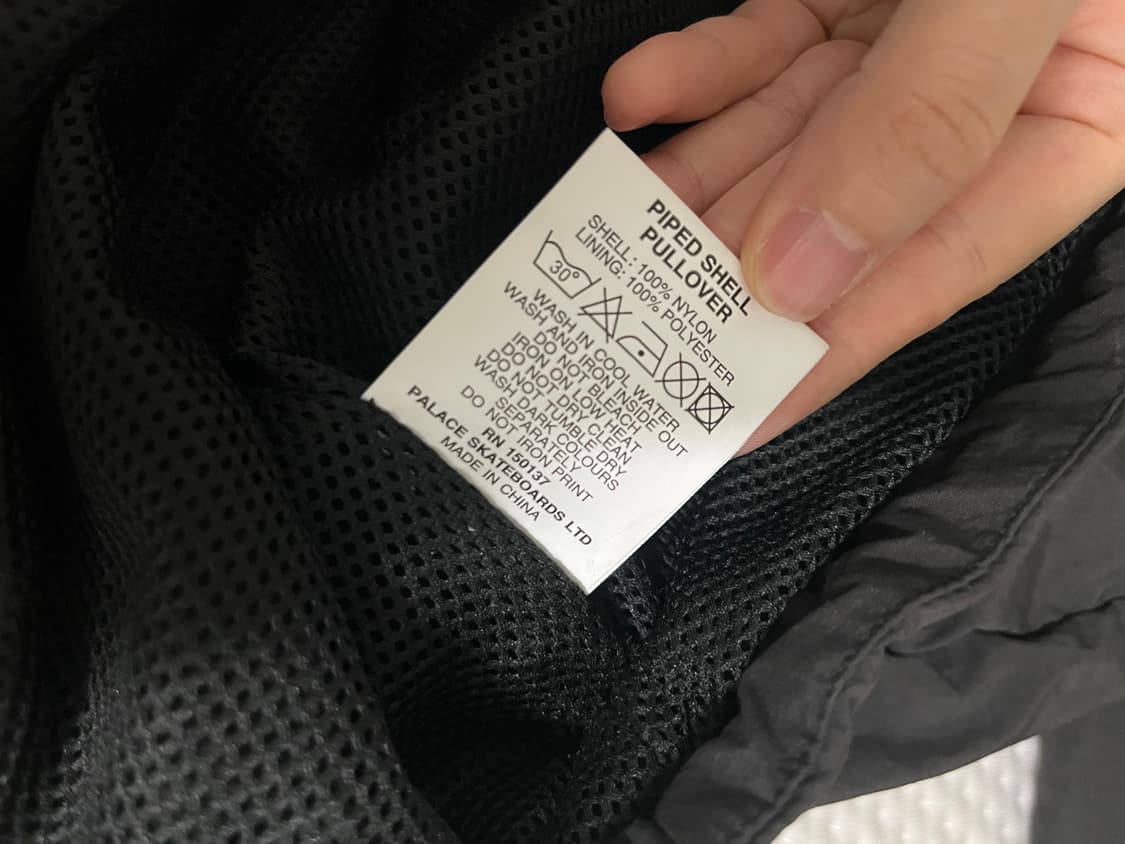 PIPED SHELL
PULLOVER
SHELL: 100% NYLON
LINING: 100% POLYESTER
30°
WASH IN COOL WATER
WASH AND IRON INSIDE OUT
DO NOT BLEACH
IRON ON LOW HEAT
DO NOT DRY CLEAN
DO NOT TUMBLE DRY
WASH DARK COLOURS
SEPARATELY
DO NOT IRON PRINT
PALACE SKATEBOARDS LTD
RN 150137
MADE IN CHINA